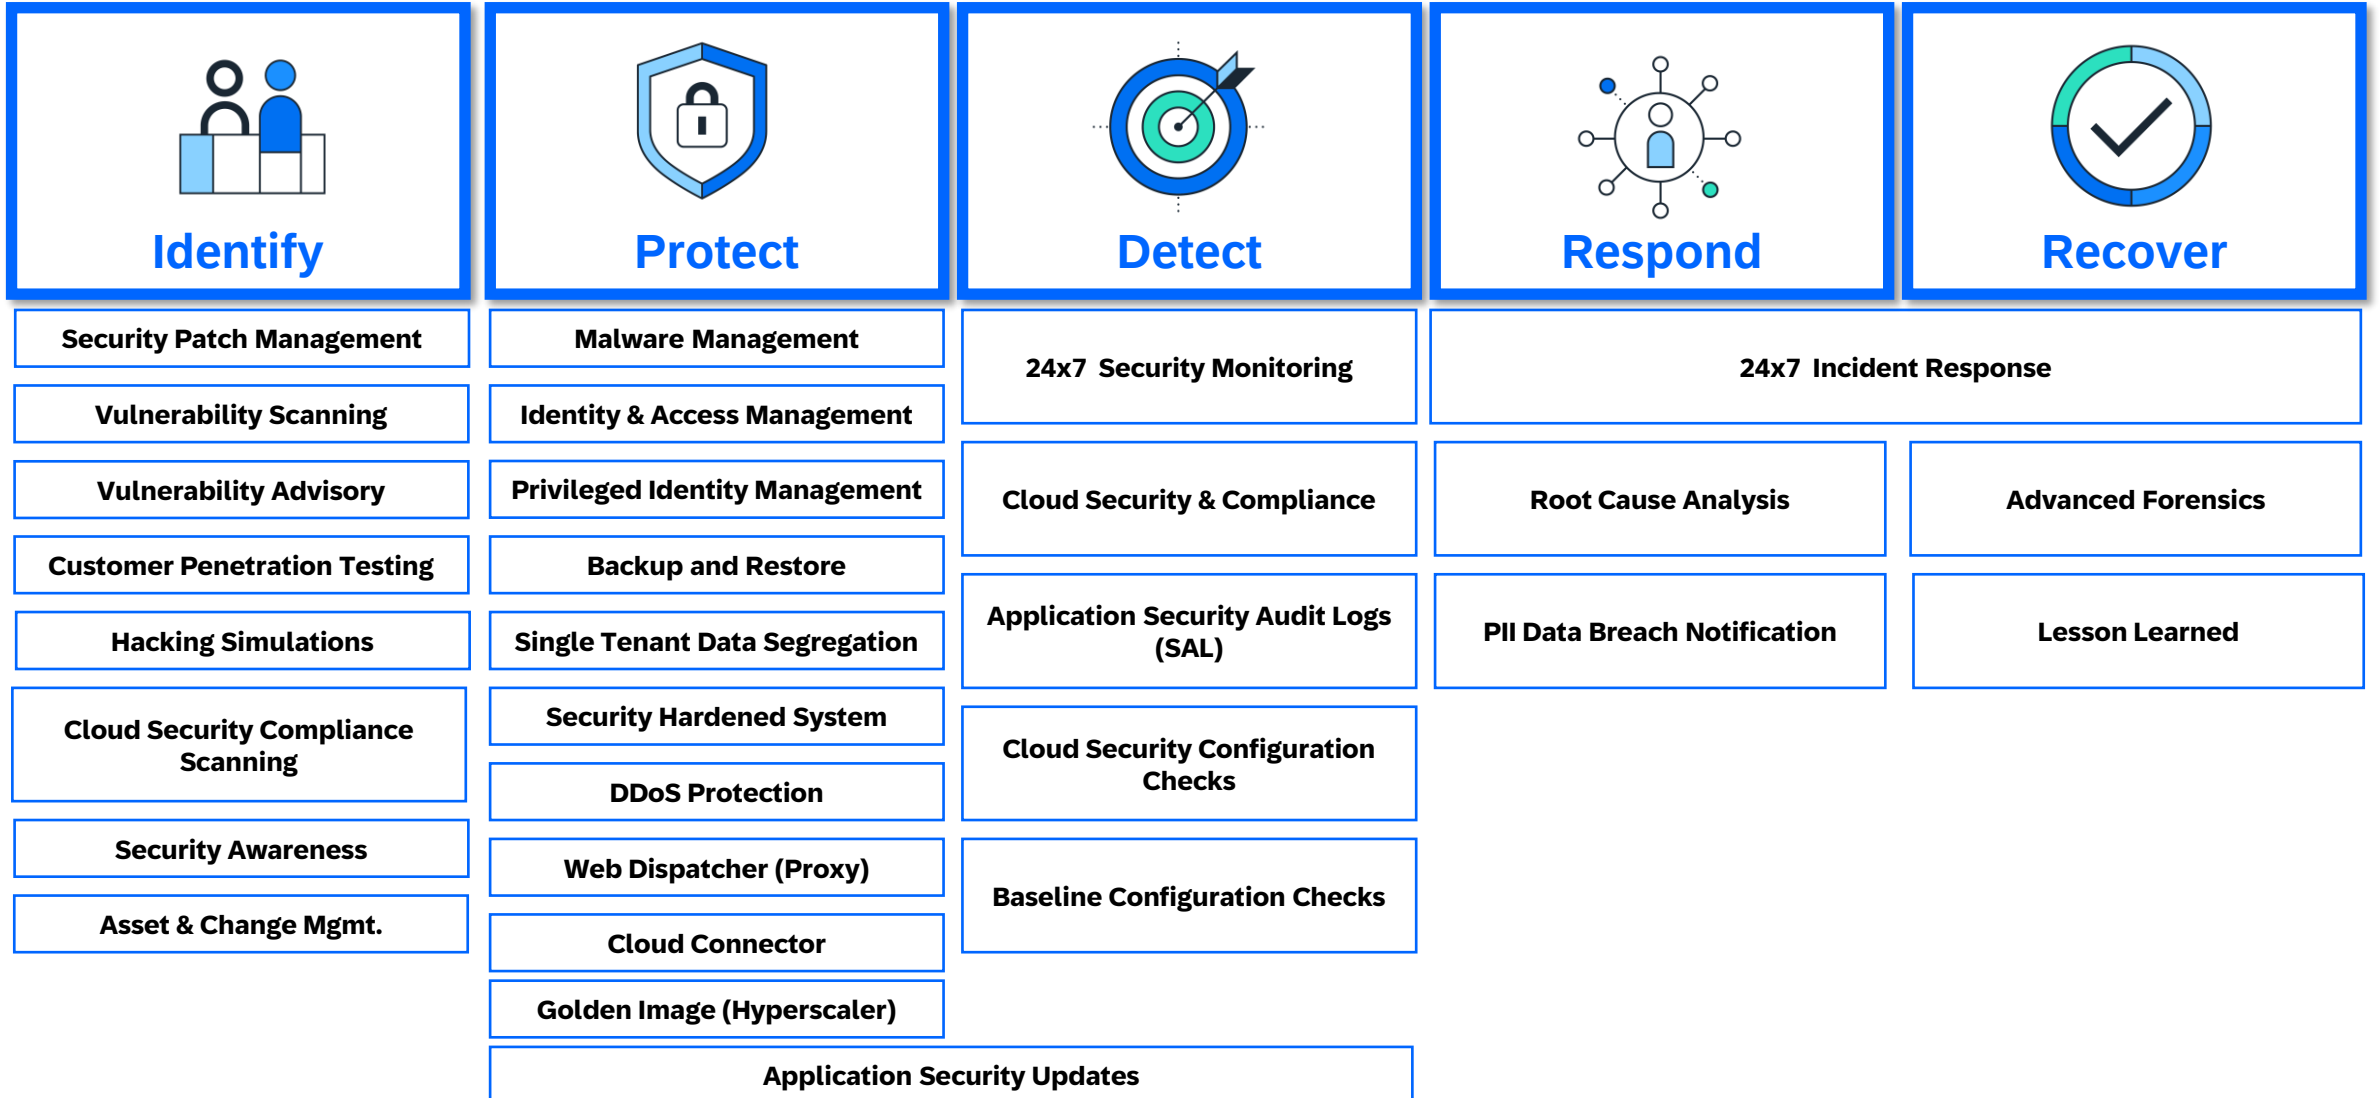 Identify
Protect
Detect
Respond
Recover
Security Patch Management
Vulnerability Scanning
Vulnerability Advisory
Customer Penetration Testing
Hacking Simulations
Cloud Security Compliance
Scanning
Security Awareness
Asset & Change Mgmt.
Malware Management
Identity & Access Management
Privileged Identity Management
Backup and Restore
Single Tenant Data Segregation
Security Hardened System
DDoS Protection
Web Dispatcher (Proxy)
Cloud Connector
Golden Image (Hyperscaler)
Application Security Updates
24x7 Security Monitoring
Cloud Security & Compliance
Application Security Audit Logs
(SAL)
Cloud Security Configuration
Checks
Baseline Configuration Checks
24x7 Incident Response
Root Cause Analysis
PII Data Breach Notification
Advanced Forensics
Lesson Learned